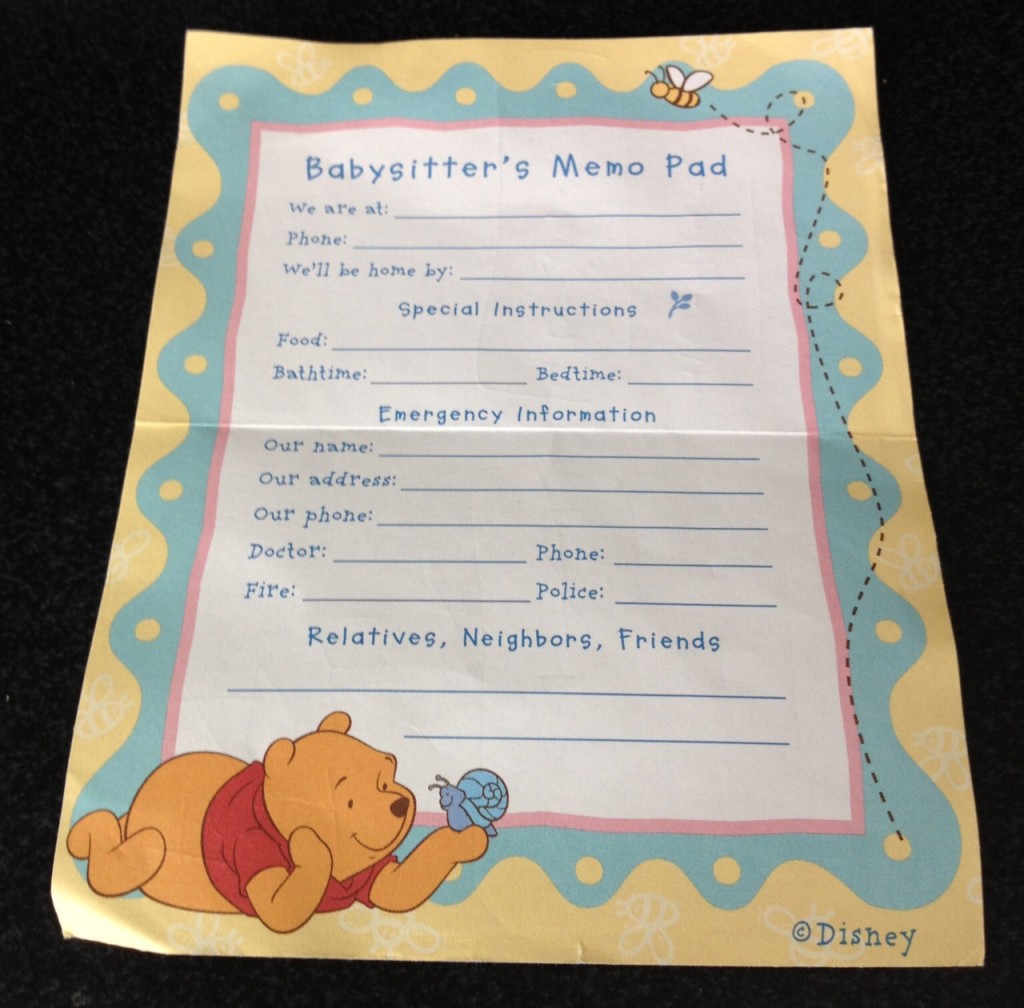 Babysitter's Memo Pad
We are at:
Phone:
We'll be home by:
Special Instructions
Food:
Bathtime: Bedtime:
Emergency Information
Our name:
Our address:
Our phone:
Doctor: Phone:
Fire: Police:
Relatives, Neighbors, Friends
©Disney